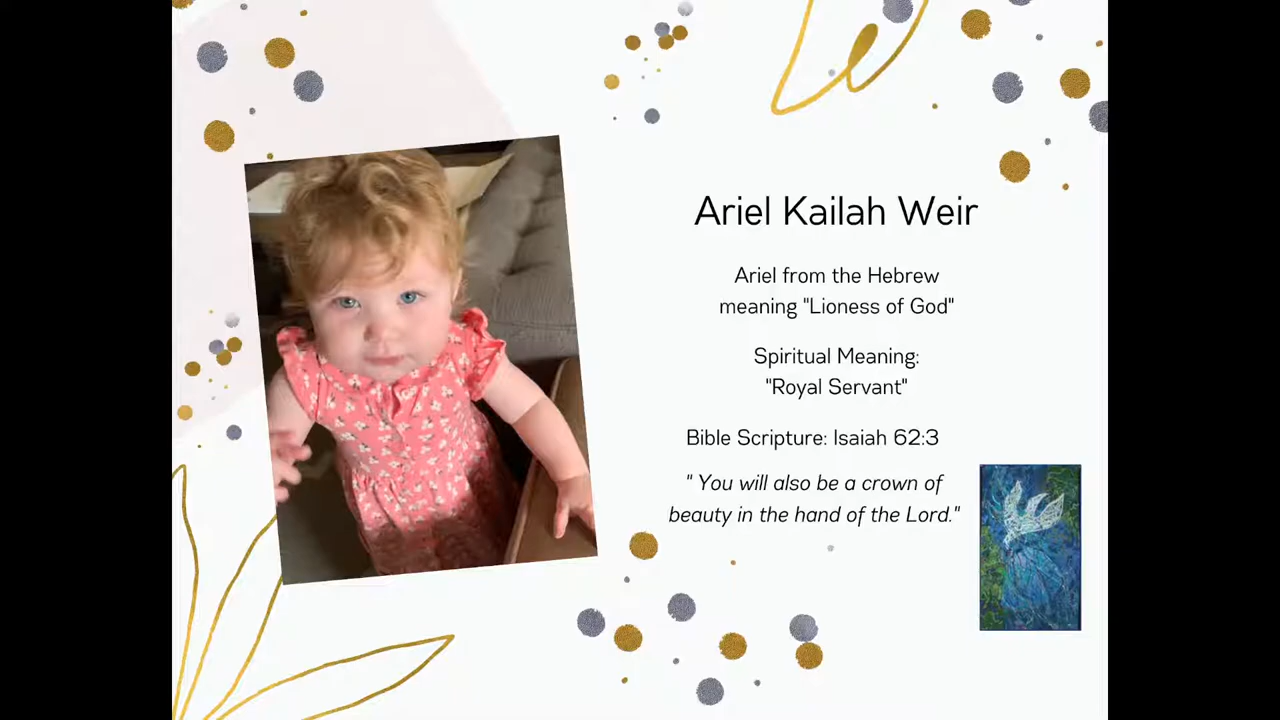 Ariel Kailah Weir
Ariel from the Hebrew
meaning "Lioness of God"
Spiritual Meaning:
"Royal Servant"
Bible Scripture: Isaiah 62:3
" You will also be a crown of
beauty in the hand of the Lord."